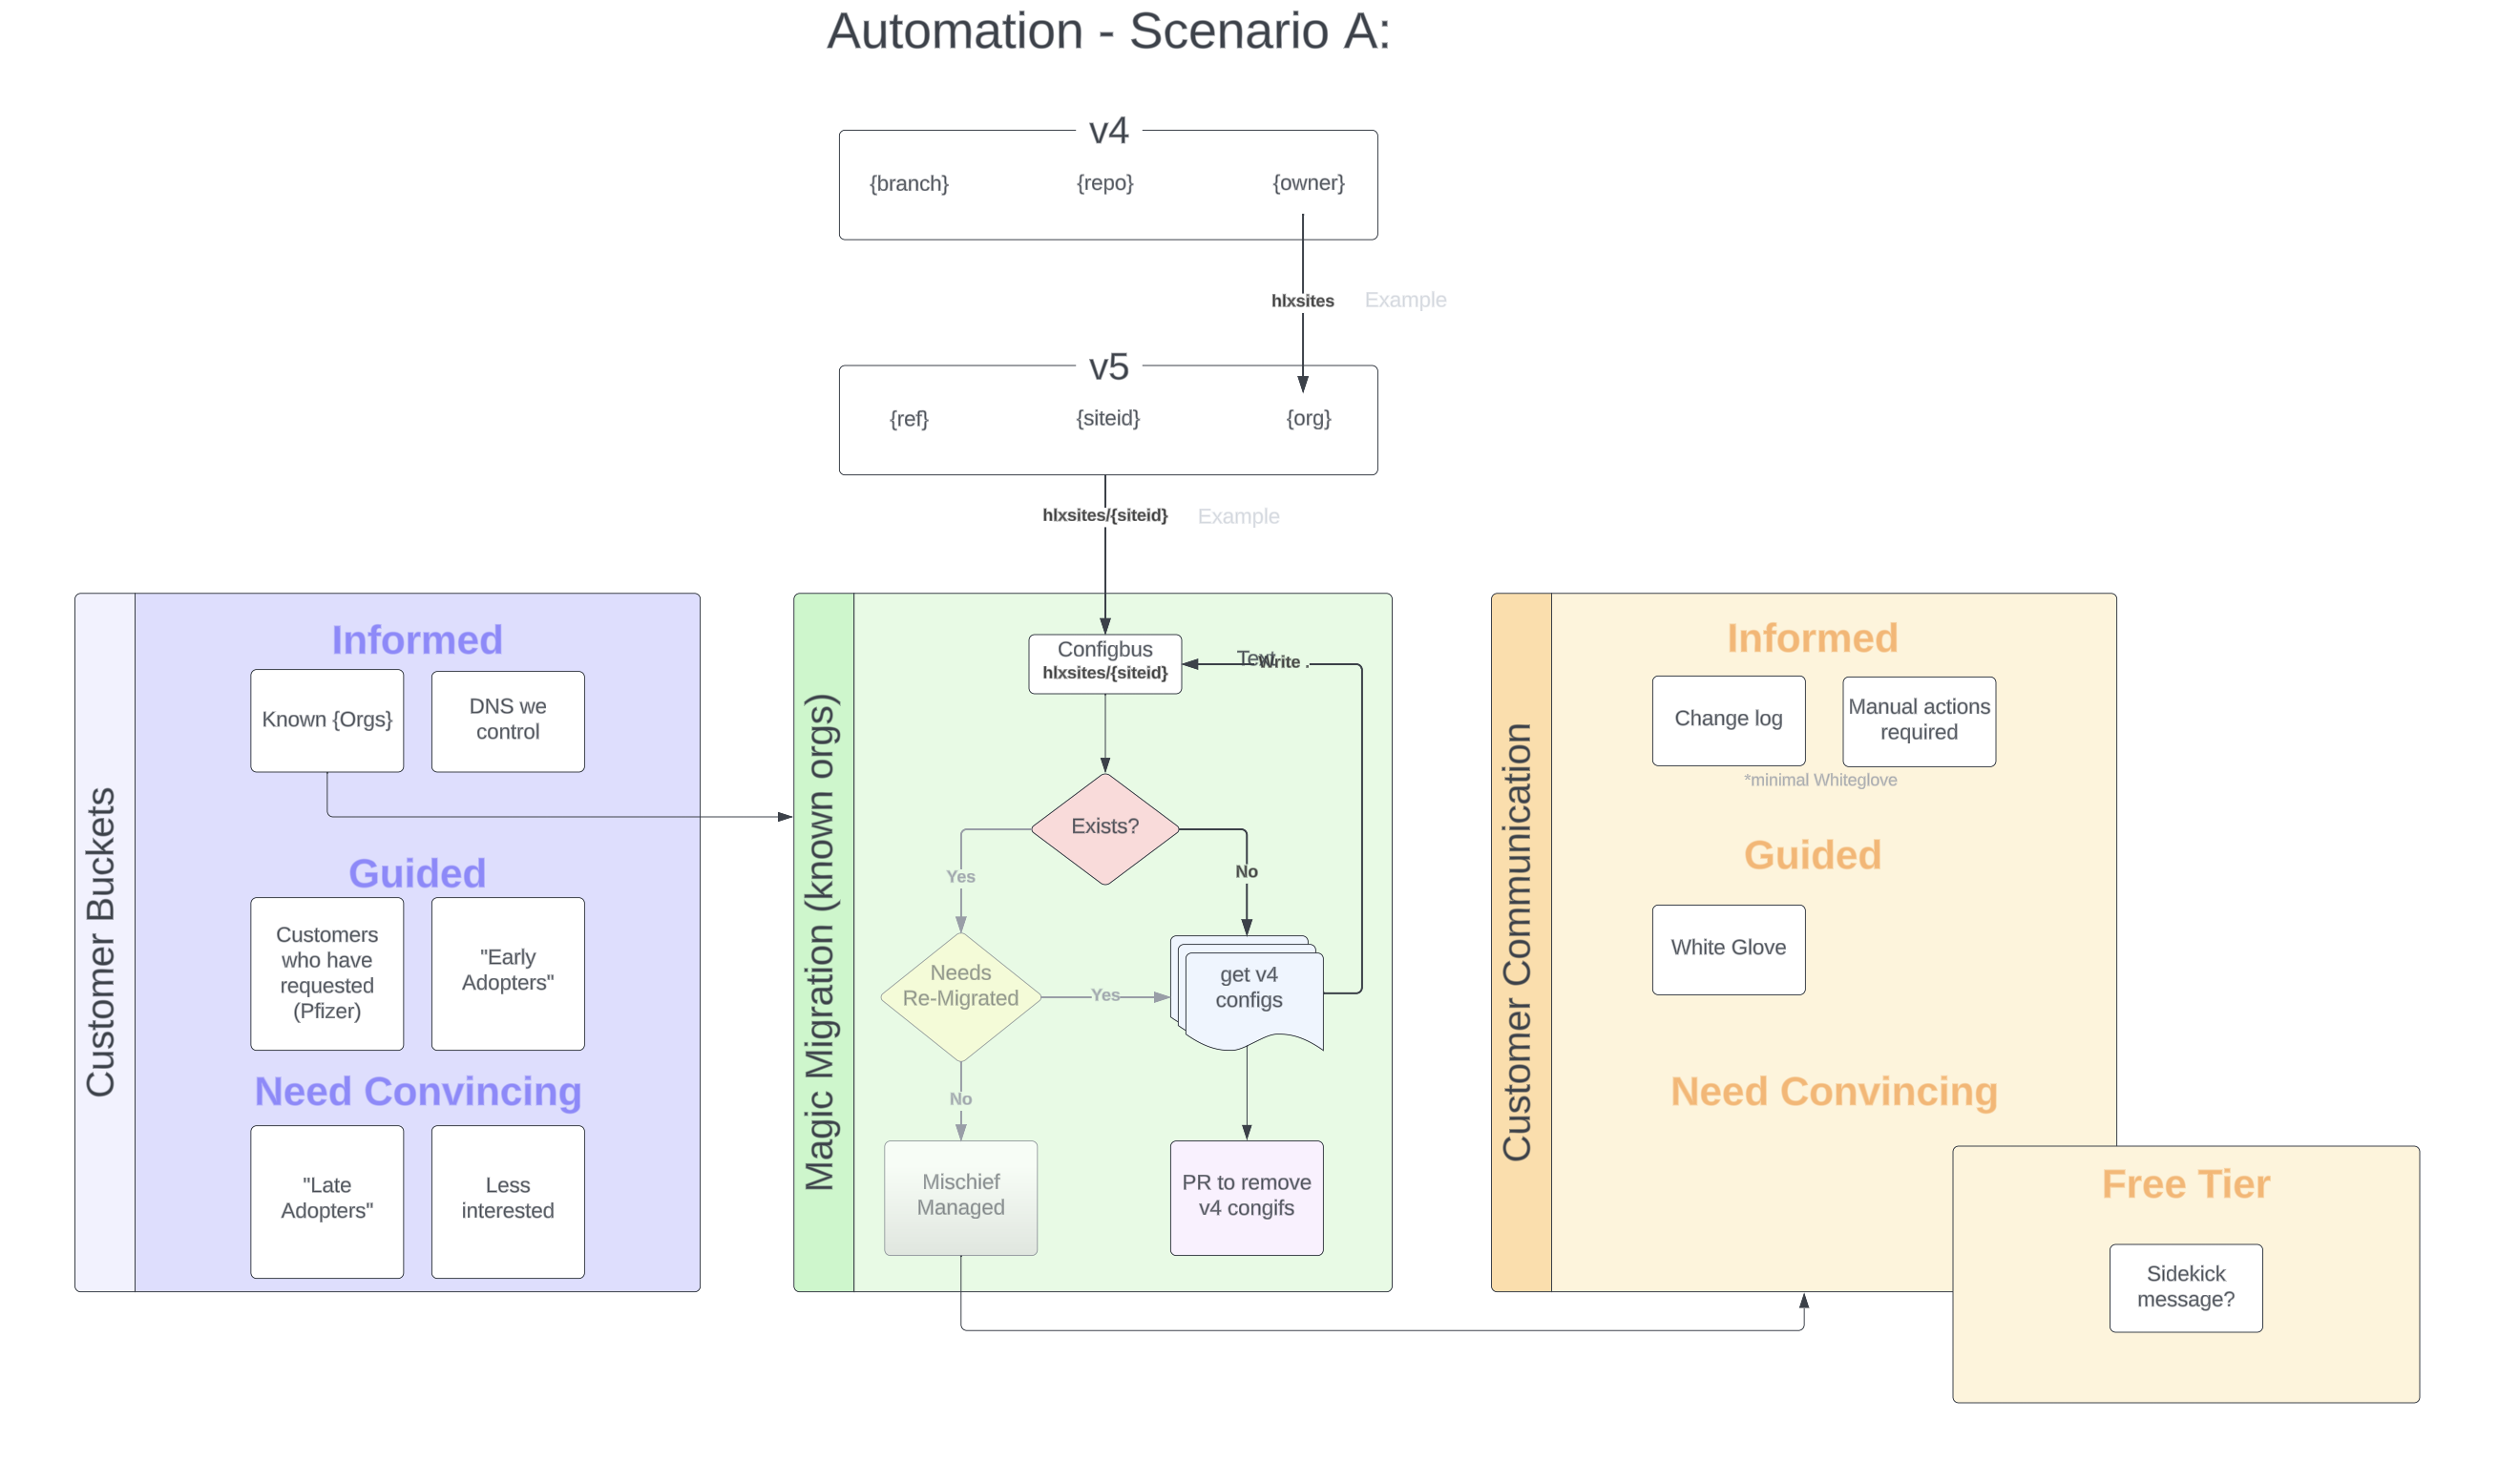 Automation - Scenario A:
v4
{branch}
{repo}
{owner}
hlxsites
Example
v5
{ref}
{siteid}
{org}
hlxsites/{siteid}
Example
Customer Buckets
Informed
Known {Orgs}
DNS we
control
Guided
Customers
who have
requested
(Pfizer)
"Early
Adopters"
Need Convincing
"Late
Adopters"
Less
interested
Magic Migration (known orgs)
Configbus
hlxsites/{siteid}
Text
Write .
Exists?
Yes
No
Needs
Re-Migrated
Yes
get v4
configs
No
Mischief
Managed
PR to remove
v4 congifs
Customer Communication
Informed
Change log
Manual actions
required
*minimal Whiteglove
Guided
White Glove
Need Convincing
Free Tier
Sidekick
message?